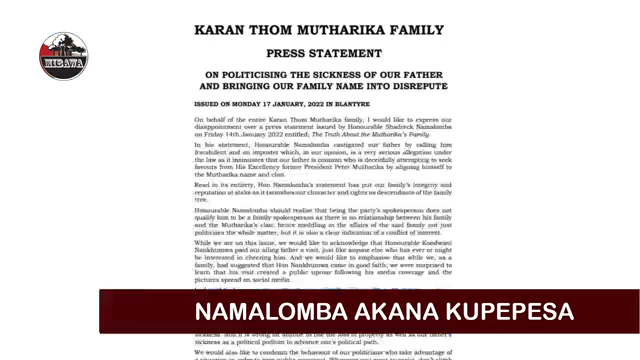 MIBAWA
KARAN THOM MUTHARIKA FAMILY
PRESS STATEMENT
ON POLITICISING THE SICKNESS OF OUR FATHER
AND BRINGING OUR FAMILY NAME INTO DISREPUTE
ISSUED ON MONDAY 17 JANUARY, 2022 IN BLANTYRE
On behalf of the entire Karan Thom Mutharika family, I would like to express our
disappointment over a press statement issued by Honourable Shadreck Namalomba
on Friday 14th January 2022 entitled; The Truth About the Mutharika's Family.
In his statement, Honourable Namalomba castigated our father by calling him
fraudulent and an imposter which, in our opinion, is a very serious allegation under
the law as it insinuates that our father is conman who is deceitfully attempting to seek
favours from His Excellency former President Peter Mutharika by aligning himself to
the Mutharika name and clan.
Read in its entirety, Hon Namalomba's statement has put our family's integrity and
reputation at stake as it tarnishes our character and rights as descendants of the family
tree.
Honourable Namalomba should realise that being the party's spokesperson does not
qualify him to be a family spokesperson as there is no relationship between his family
and the Mutharika's clan; hence meddling in the affairs of the said family not just
politicises the whole matter, but it is also a clear indication of a conflict of interest.
While we are on this issue, we would like to acknowledge that Honourable Kondwani
Nankhumwa paid our ailing father a visit, just like anyone else who has ever or might
be interested in cheering him. And we would like to emphasise that while we, as a
family, had suggested that Hon Nankhumwa came in good faith; we were surprised to
learn that his visit created a public uproar following his media coverage and the
pictures spread on social media.
NAMALOMBA AKANA KUPEPESA
sickness as a political podium to advance one's political path.
We would also like to condemn the behaviour of our politicians who take advantage of